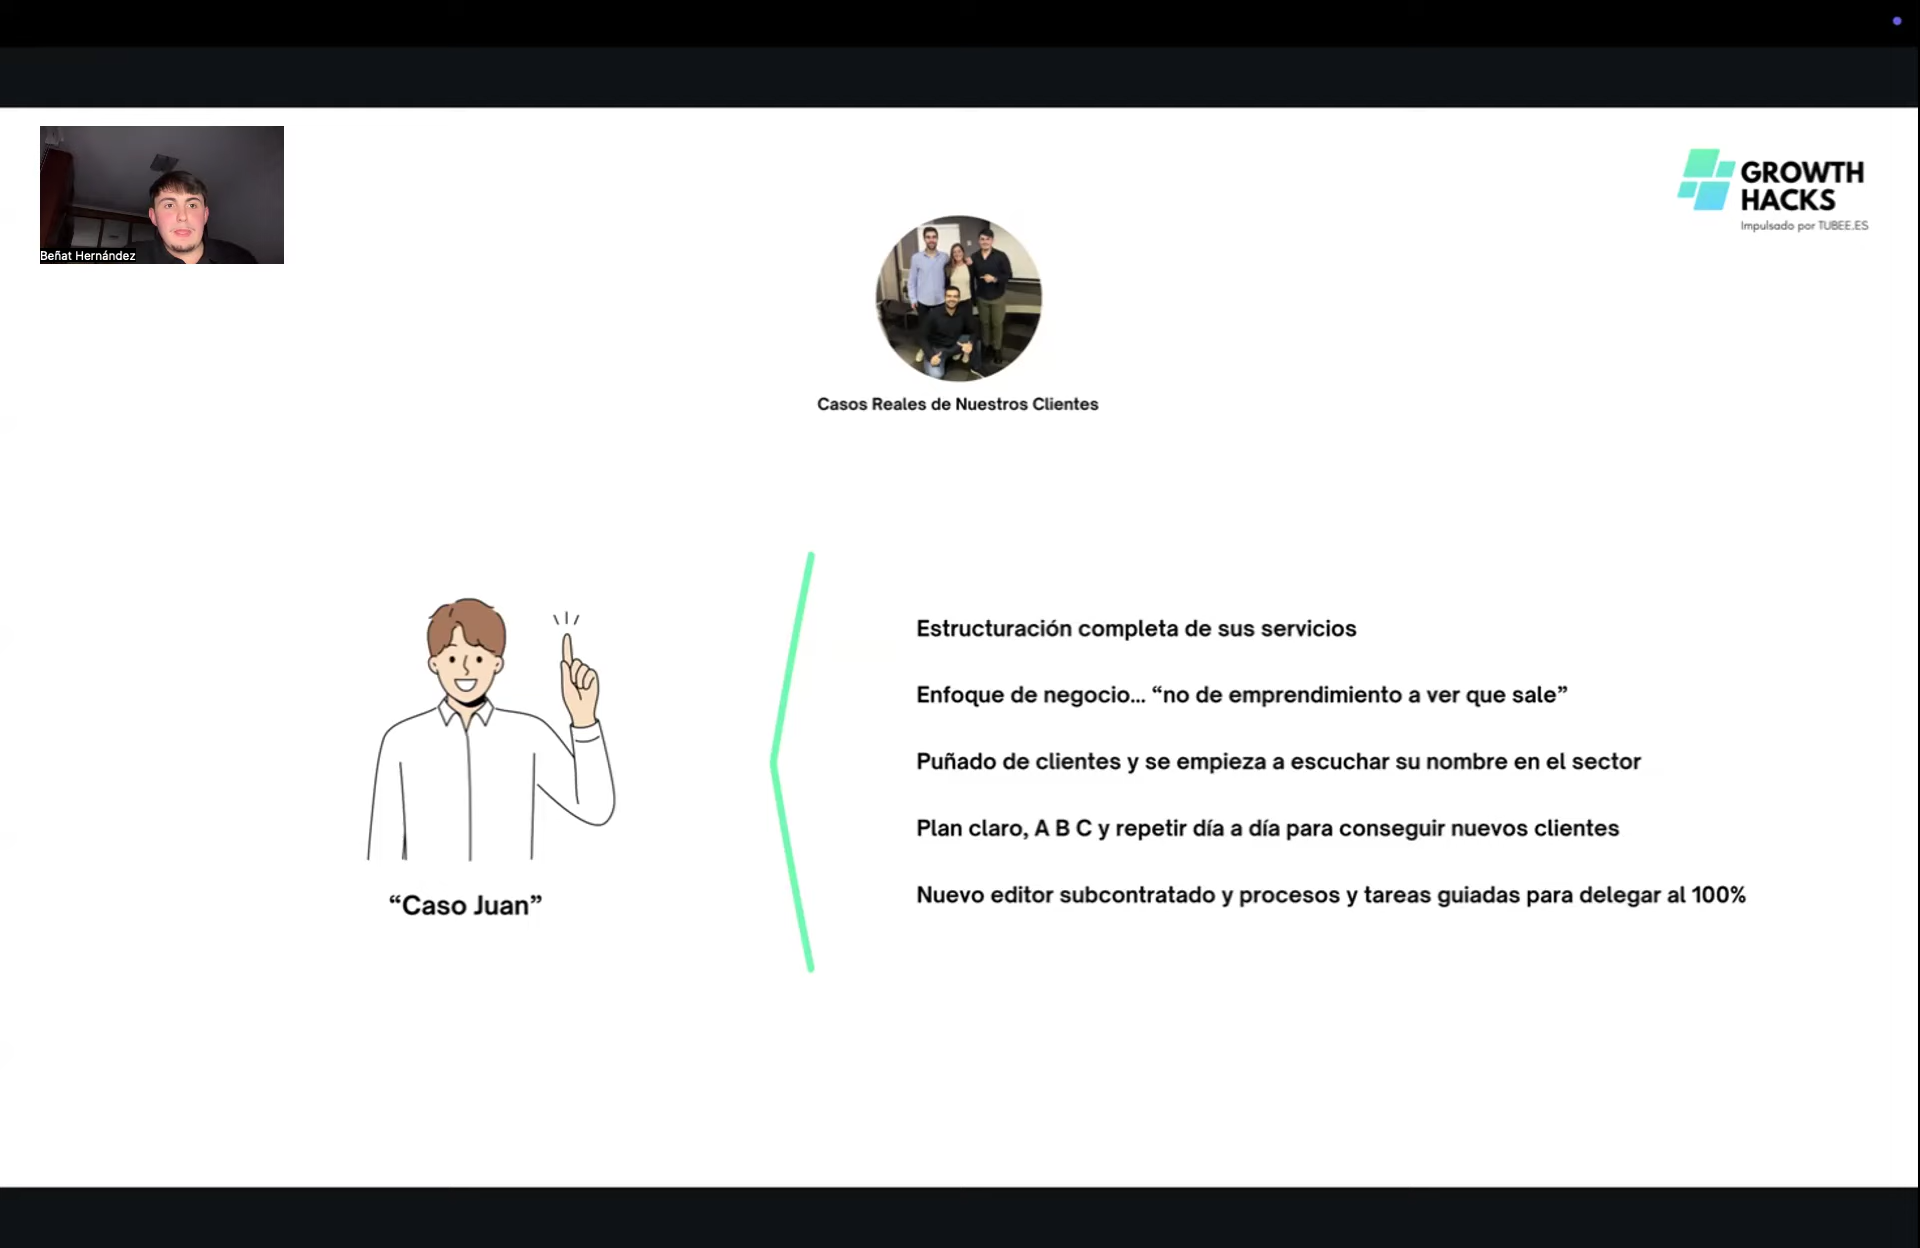 Beñat Hernández
GROWTH
HACKS
Impulsado por TUBEE.ES
Casos Reales de Nuestros Clientes
Estructuración completa de sus servicios
Enfoque de negocio... “no de emprendimiento a ver que sale”
Puñado de clientes y se empieza a escuchar su nombre en el sector
Plan claro, A B C y repetir día a día para conseguir nuevos clientes
Nuevo editor subcontratado y procesos y tareas guiadas para delegar al 100%
“Caso Juan”